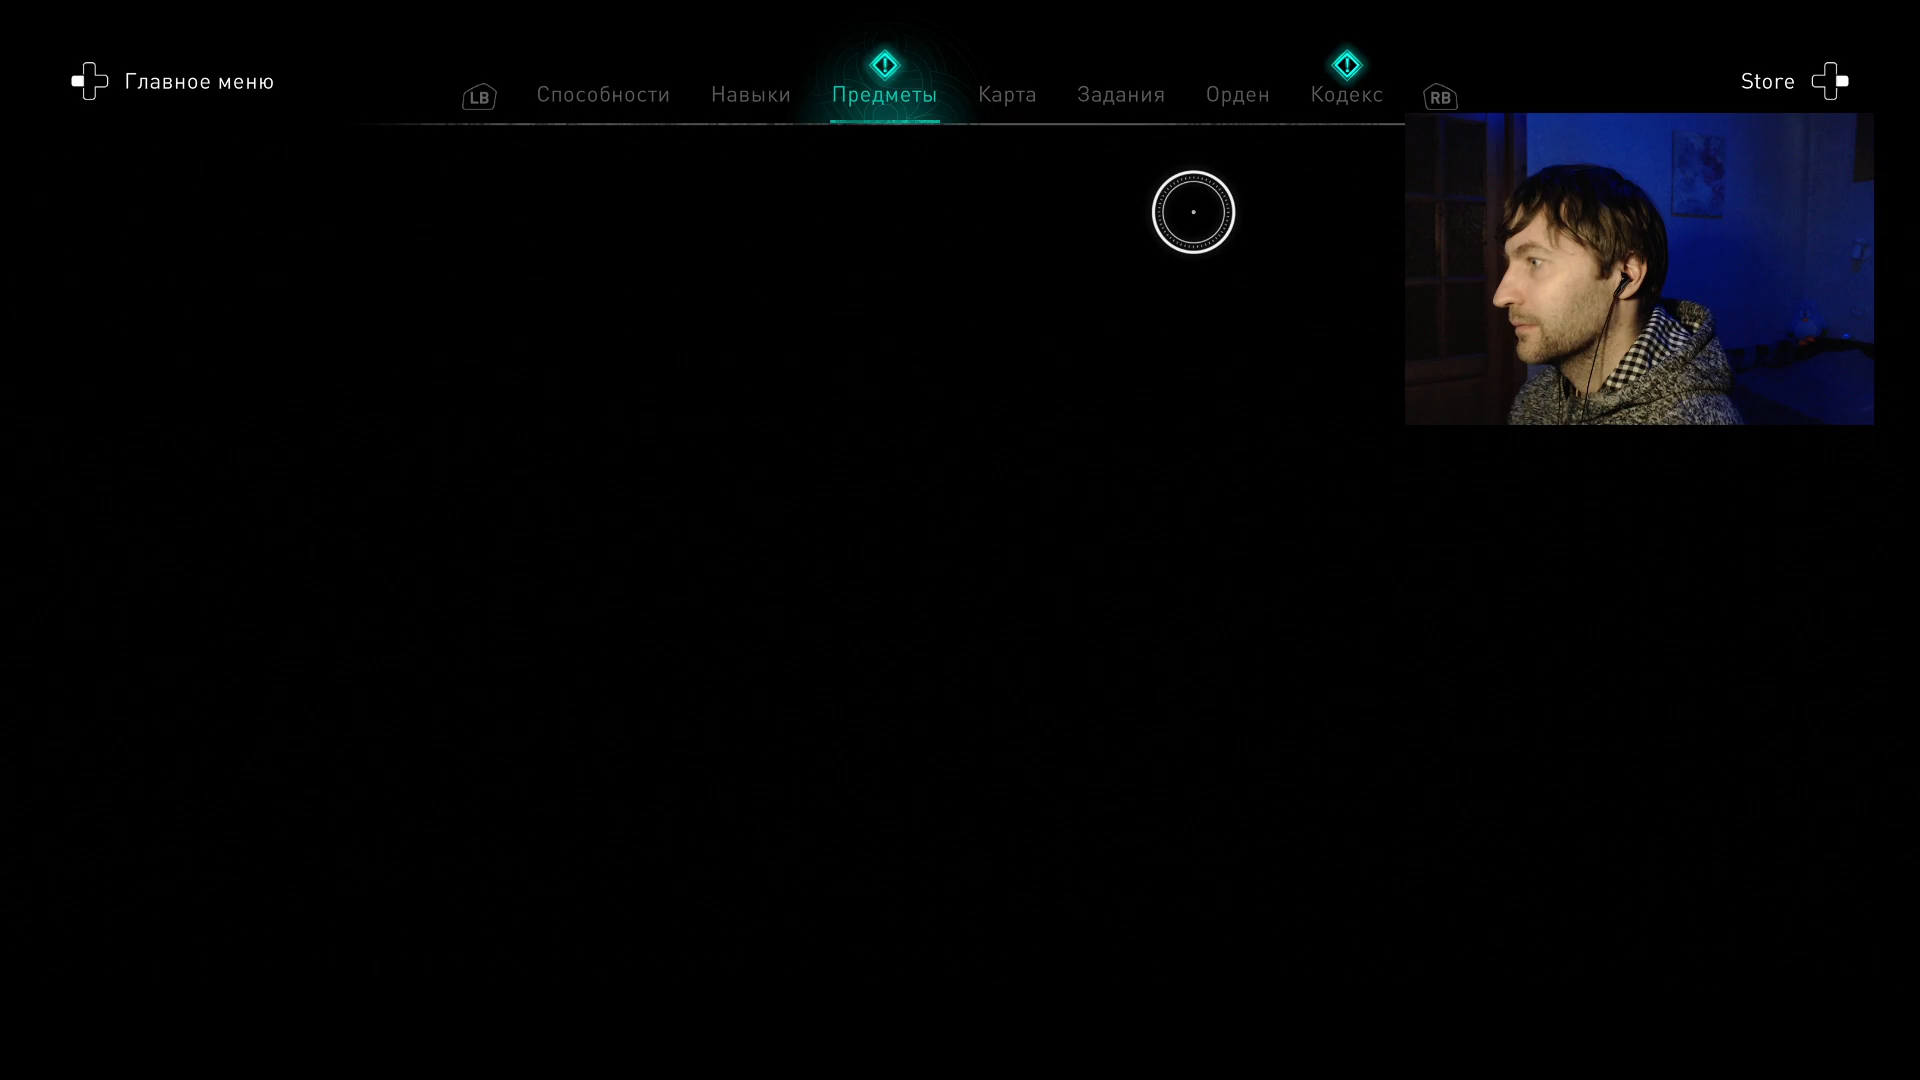 Главное меню
LB
Способности
Навыки
Предметы
Карта
Задания
Орден
Кодекс
RB
Store